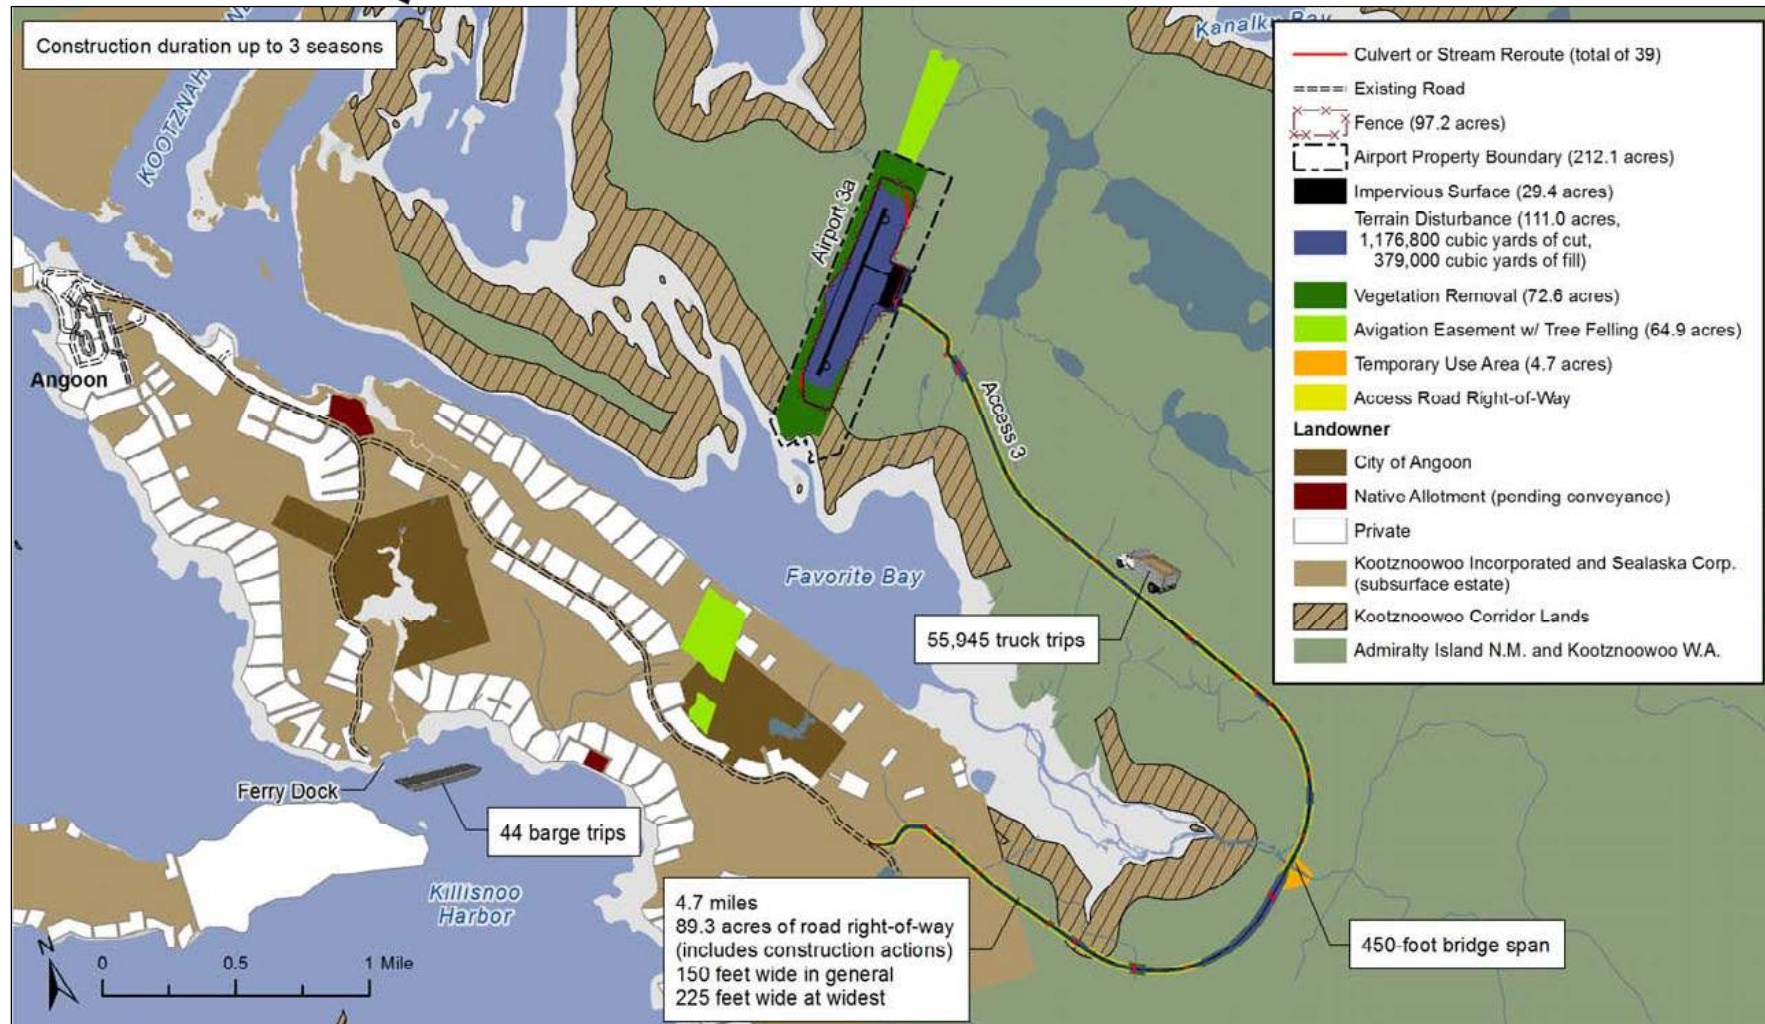 Construction duration up to 3 seasons
KOOTZNAH
Kanalku Bay
Culvert or Stream Reroute (total of 39)
Existing Road
Fence (97.2 acres)
Airport Property Boundary (212.1 acres)
Impervious Surface (29.4 acres)
Terrain Disturbance (111.0 acres,
1,176,800 cubic yards of cut,
379,000 cubic yards of fill)
Vegetation Removal (72.6 acres)
Avigation Easement w/ Tree Felling (64.9 acres)
Temporary Use Area (4.7 acres)
Access Road Right-of-Way
Landowner
City of Angoon
Native Allotment (pending conveyance)
Private
Kootznoowoo Incorporated and Sealaska Corp.
(subsurface estate)
Kootznoowoo Corridor Lands
Admiralty Island N.M. and Kootznoowoo W.A.
Airport 3a
Angoon
Access 3
Favorite Bay
55,945 truck trips
Ferry Dock
44 barge trips
Killisnoo
Harbor
4.7 miles
89.3 acres of road right-of-way
(includes construction actions)
150 feet wide in general
225 feet wide at widest
450-foot bridge span
N
0 0.5 1 Mile